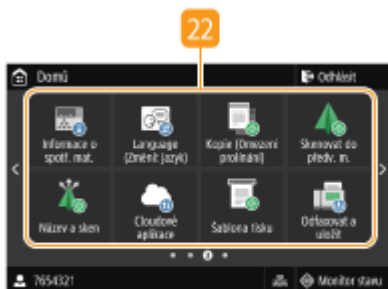 22
Domů
Odhlásit
Informace o
spotř. mat.
Language
(Změnit jazyk)
Kopie (Omezení
prolínání)
Skenovat do
předv. m.
Název a sken
Cloudové
aplikace
Šablona tisku
Odfaxovat a
uložit
3
7654321
Monitor stavu